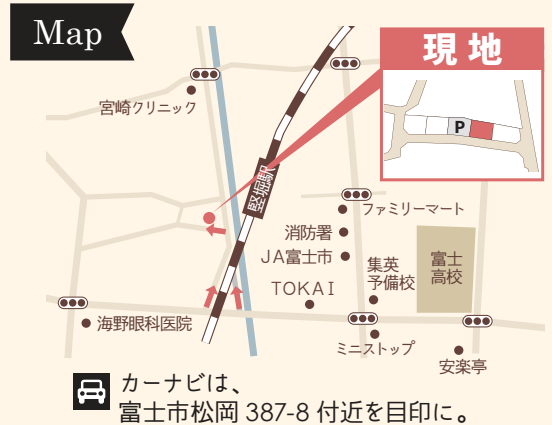 Map
現地
P
宮崎クリニック
竪堀駅
ファミリーマート
消防署
JA富士市
集英
予備校
富士
高校
TOKAI
海野眼科医院
ミニストップ
安楽亭
カーナビは、
富士市松岡 387-8 付近を目印に。